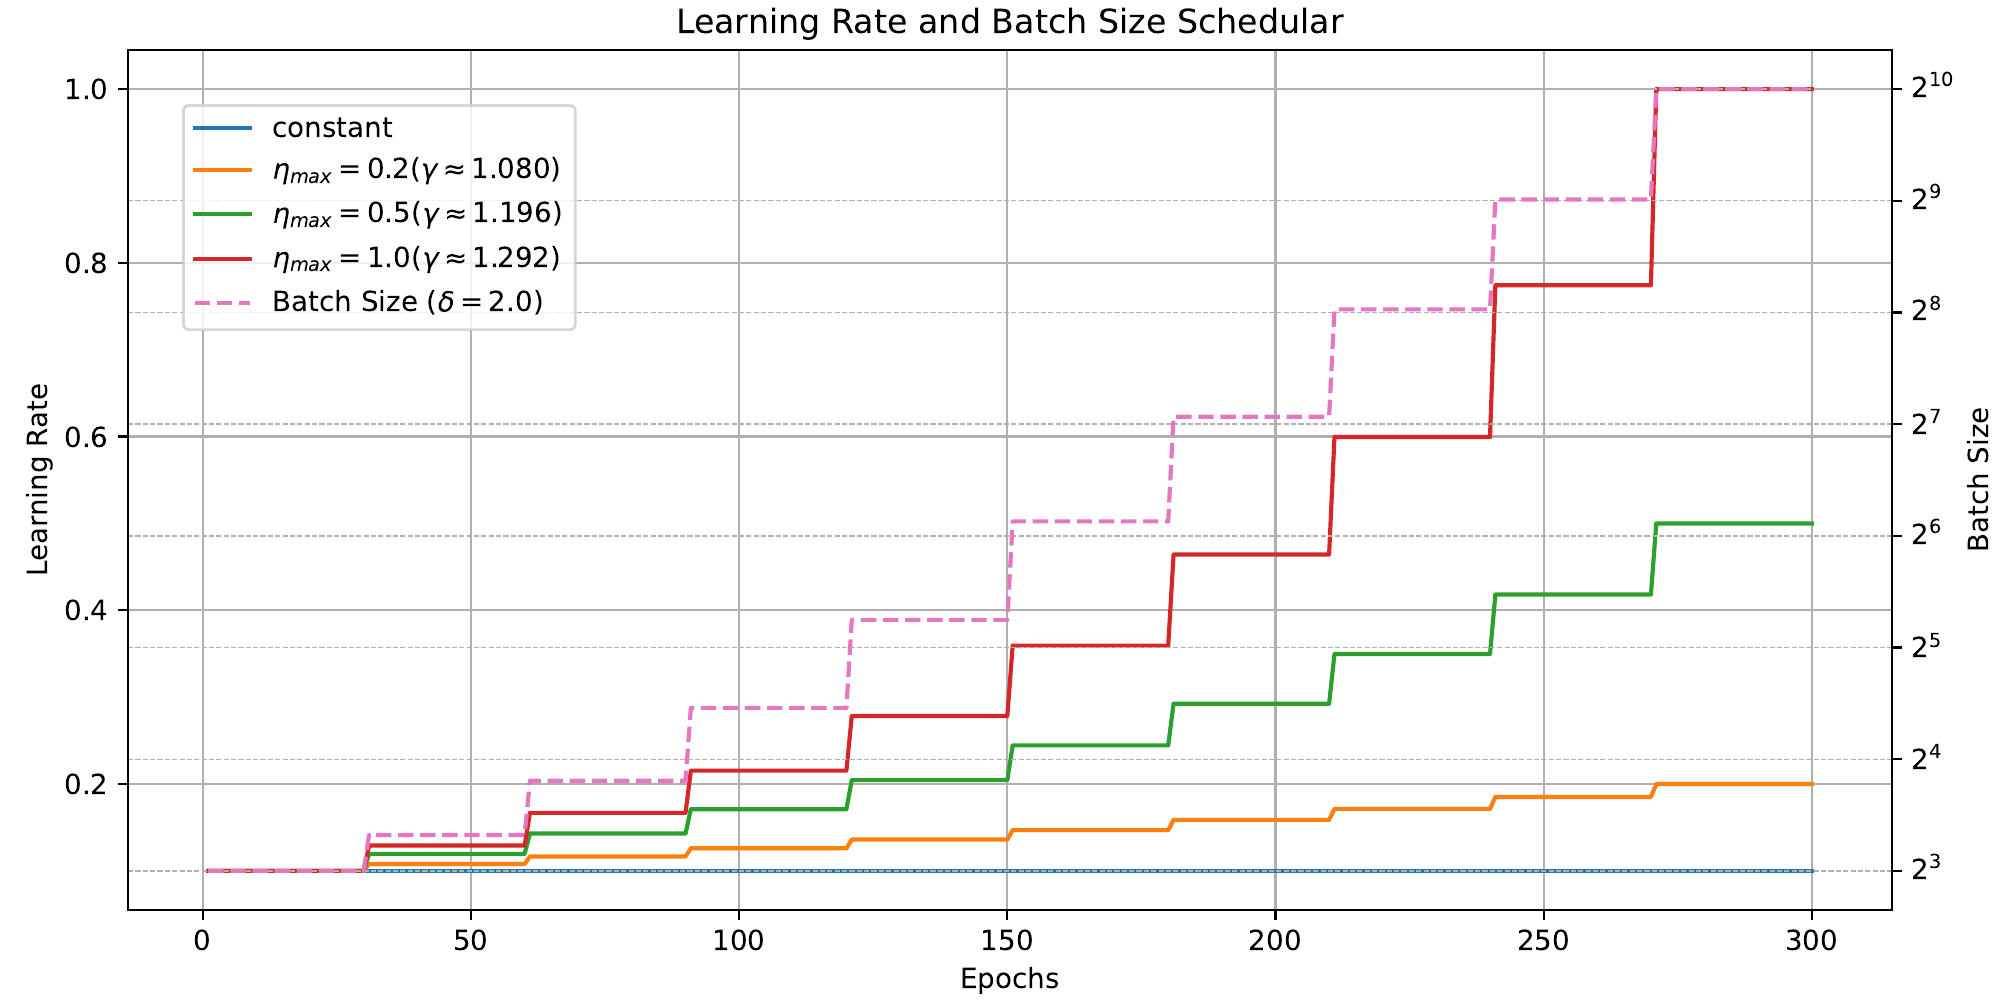 Learning Rate and Batch Size Schedular
constant
η_max = 0.2(γ ≈ 1.080)
η_max = 0.5(γ ≈ 1.196)
η_max = 1.0(γ ≈ 1.292)
Batch Size (δ = 2.0)
Learning Rate
1.0
0.8
0.6
0.4
0.2
2^10
2^9
2^8
2^7
2^6
2^5
2^4
2^3
Batch Size
0 50 100 150 200 250 300
Epochs